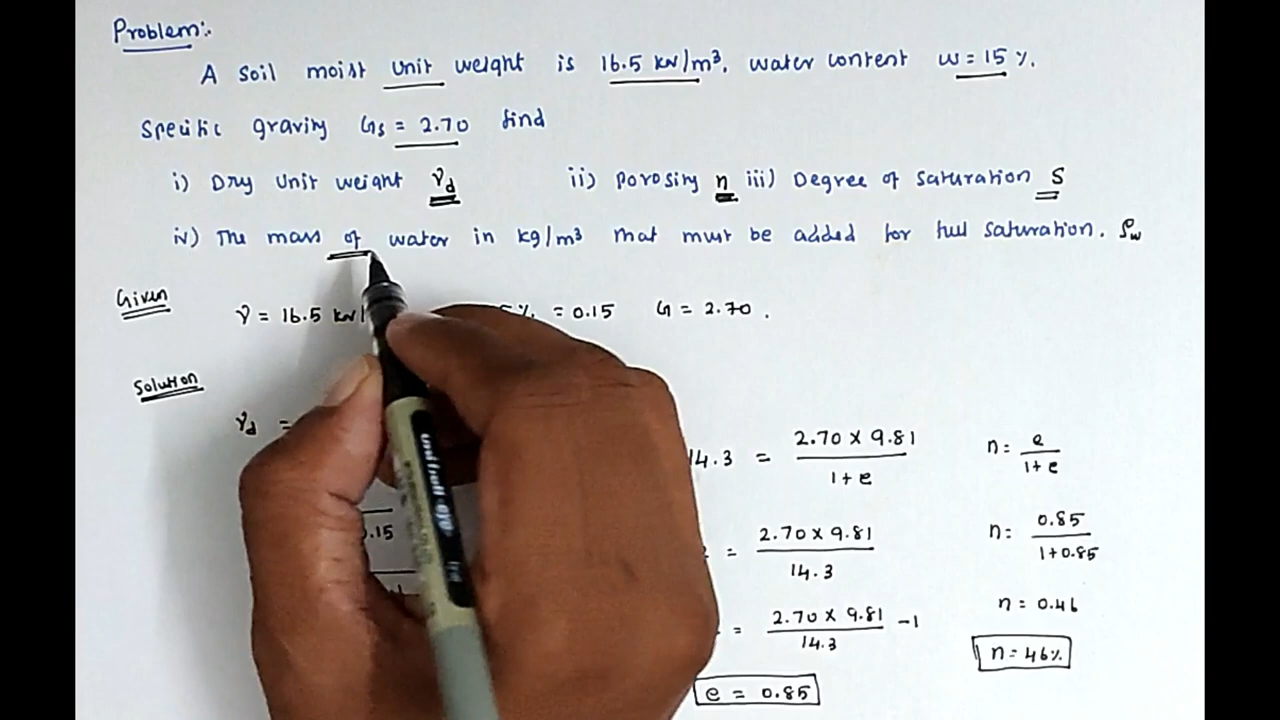 Problem:-
A soil moist unit weight is 16.5 kN/m³, water content w = 15 %.
Specific gravity Gs = 2.70 find
i) Dry unit weight γd ii) porosity n iii) Degree of saturation S
iv) The mass of water in kg/m³ that must be added for full saturation. ρw
Given
γ = 16.5 kN/ % = 0.15 G = 2.70 .
Solution
γd =
14.3 = 2.70 × 9.81 / 1 + e
n = e / 1 + e
.15
= 2.70 × 9.81 / 14.3
n = 0.85 / 1+0.85
= 2.70 × 9.81 / 14.3 - 1
n = 0.46
n = 46%
e = 0.85
uni-ball eye